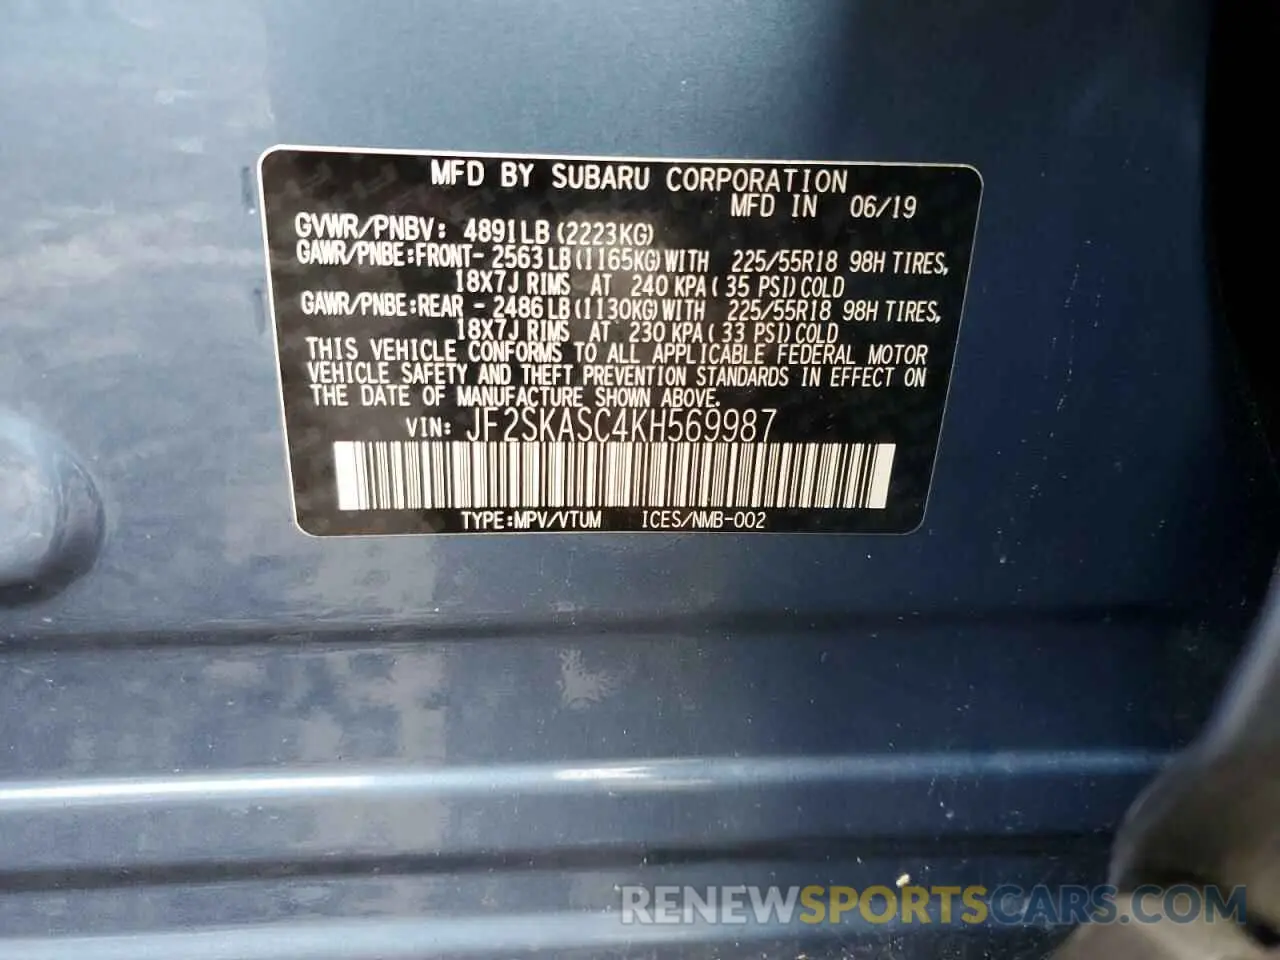 MFD BY SUBARU CORPORATION
MFD IN 06/19
GVWR/PNBV: 4891LB (2223KG)
GAWR/PNBE:FRONT- 2563LB (1165KG) WITH 225/55R18 98H TIRES,
18X7J RIMS AT 240 KPA ( 35 PSI) COLD
GAWR/PNBE:REAR - 2486LB (1130KG) WITH 225/55R18 98H TIRES,
18X7J RIMS AT 230 KPA ( 33 PSI) COLD
THIS VEHICLE CONFORMS TO ALL APPLICABLE FEDERAL MOTOR
VEHICLE SAFETY AND THEFT PREVENTION STANDARDS IN EFFECT ON
THE DATE OF MANUFACTURE SHOWN ABOVE.
VIN: JF2SKASC4KH569987
TYPE:MPV/VTUM ICES/NMB-002
RENEWSPORTSCARS.COM